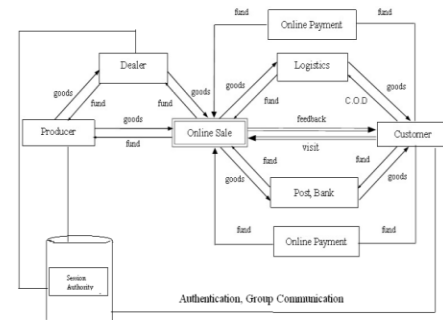 fund
Online Payment
fund
Dealer
Logistics
goods
fund
fund
goods
goods
fund
C.O.D
goods
Producer
goods
fund
Online Sale
feedback
visit
Customer
goods
fund
fund
goods
Post, Bank
fund
Online Payment
fund
Session
Authority
Authentication, Group Communication